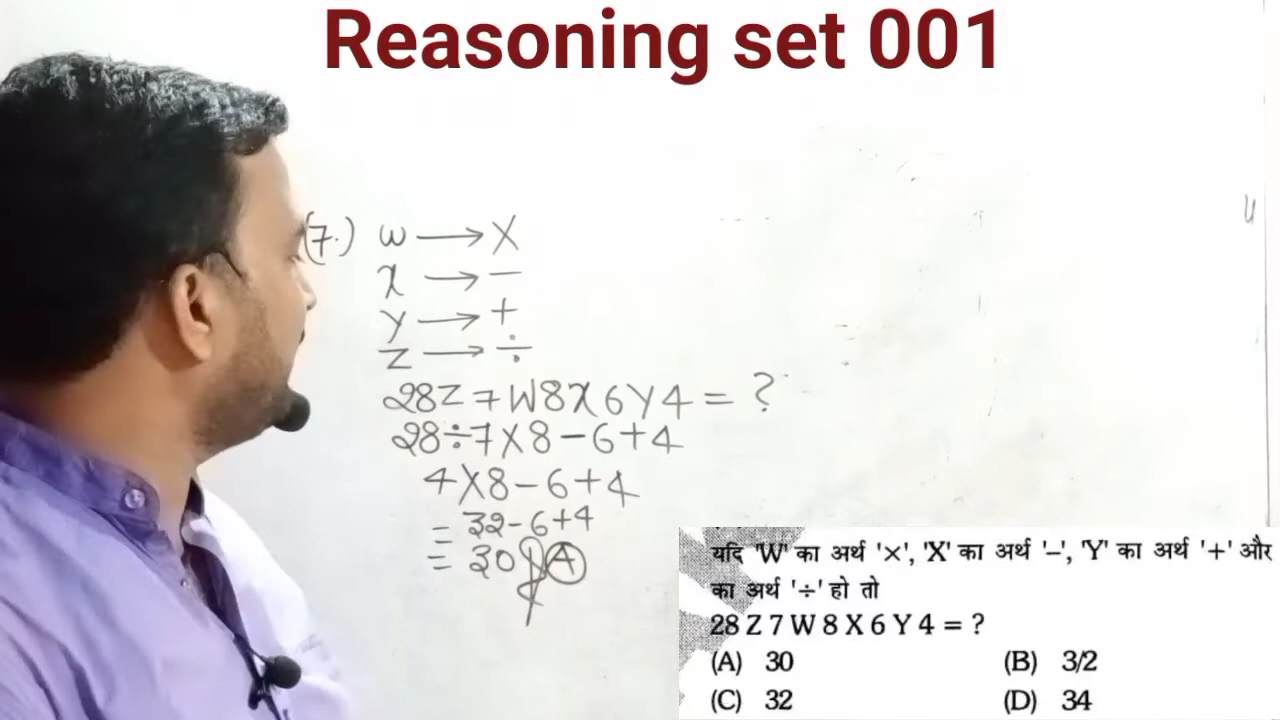 Reasoning set 001
(7.) W → X
X → −
Y → +
Z → ÷
28Z7W8X6Y4 = ?
28÷7X8−6+4
4X8−6+4
= 32−6+4
= 30 A
यदि 'W' का अर्थ '×', 'X' का अर्थ '–', 'Y' का अर्थ '+' और
का अर्थ '÷' हो तो
28 Z 7 W 8 X 6 Y 4 = ?
(A) 30 (B) 3/2
(C) 32 (D) 34